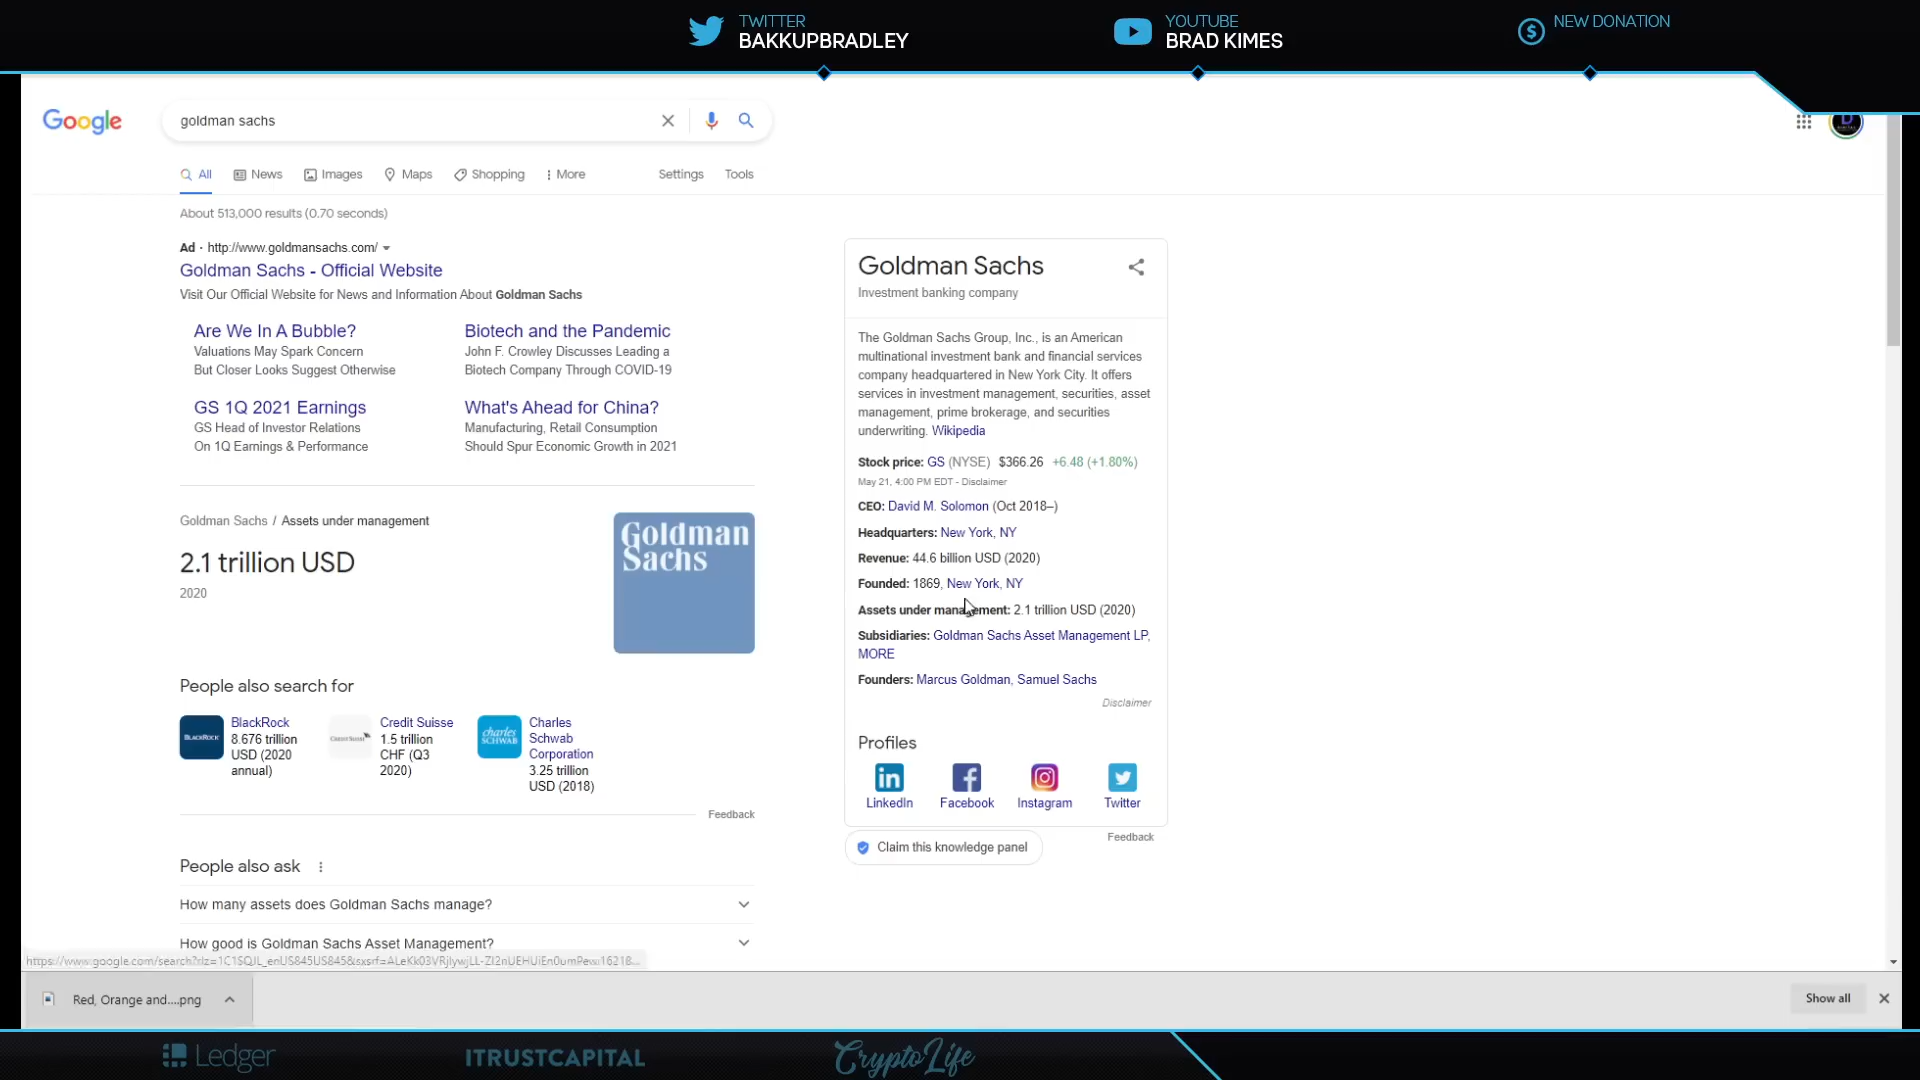 TWITTER
BAKKUPBRADLEY
YOUTUBE
BRAD KIMES
NEW DONATION
Google
goldman sachs
All
News
Images
Maps
Shopping
More
Settings
Tools
About 513,000 results (0.70 seconds)
Ad · http://www.goldmansachs.com/
Goldman Sachs - Official Website
Visit Our Official Website for News and Information About Goldman Sachs
Are We In A Bubble?
Valuations May Spark Concern
But Closer Looks Suggest Otherwise
Biotech and the Pandemic
John F. Crowley Discusses Leading a
Biotech Company Through COVID-19
GS 1Q 2021 Earnings
GS Head of Investor Relations
On 1Q Earnings & Performance
What's Ahead for China?
Manufacturing, Retail Consumption
Should Spur Economic Growth in 2021
Goldman Sachs / Assets under management
2.1 trillion USD
2020
Goldman
Sachs
People also search for
BLACKROCK
BlackRock
8.676 trillion
USD (2020
annual)
CREDIT SUISSE
Credit Suisse
1.5 trillion
CHF (Q3
2020)
charles
SCHWAB
Charles
Schwab
Corporation
3.25 trillion
USD (2018)
Feedback
People also ask
How many assets does Goldman Sachs manage?
How good is Goldman Sachs Asset Management?
Goldman Sachs
Investment banking company
The Goldman Sachs Group, Inc., is an American
multinational investment bank and financial services
company headquartered in New York City. It offers
services in investment management, securities, asset
management, prime brokerage, and securities
underwriting. Wikipedia
Stock price: GS (NYSE) $366.26 +6.48 (+1.80%)
May 21, 4:00 PM EDT - Disclaimer
CEO: David M. Solomon (Oct 2018–)
Headquarters: New York, NY
Revenue: 44.6 billion USD (2020)
Founded: 1869, New York, NY
Assets under management: 2.1 trillion USD (2020)
Subsidiaries: Goldman Sachs Asset Management LP,
MORE
Founders: Marcus Goldman, Samuel Sachs
Disclaimer
Profiles
LinkedIn
Facebook
Instagram
Twitter
Claim this knowledge panel
Feedback
Red, Orange and....png
Show all
Ledger
ITRUSTCAPITAL
CryptoLife